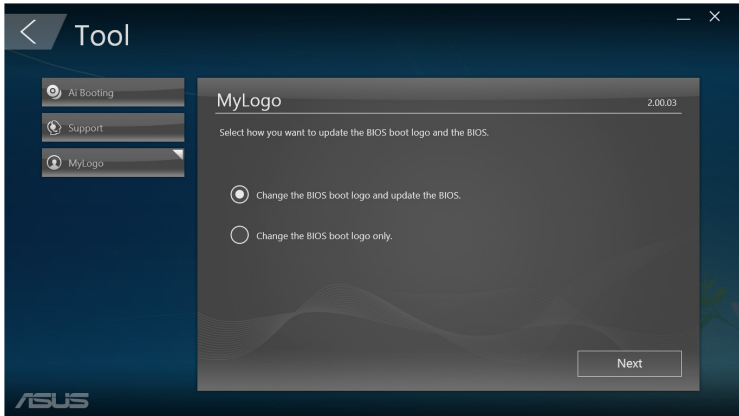 Tool
Ai Booting
Support
MyLogo
MyLogo
2.00.03
Select how you want to update the BIOS boot logo and the BIOS.
Change the BIOS boot logo and update the BIOS.
Change the BIOS boot logo only.
Next
ASUS